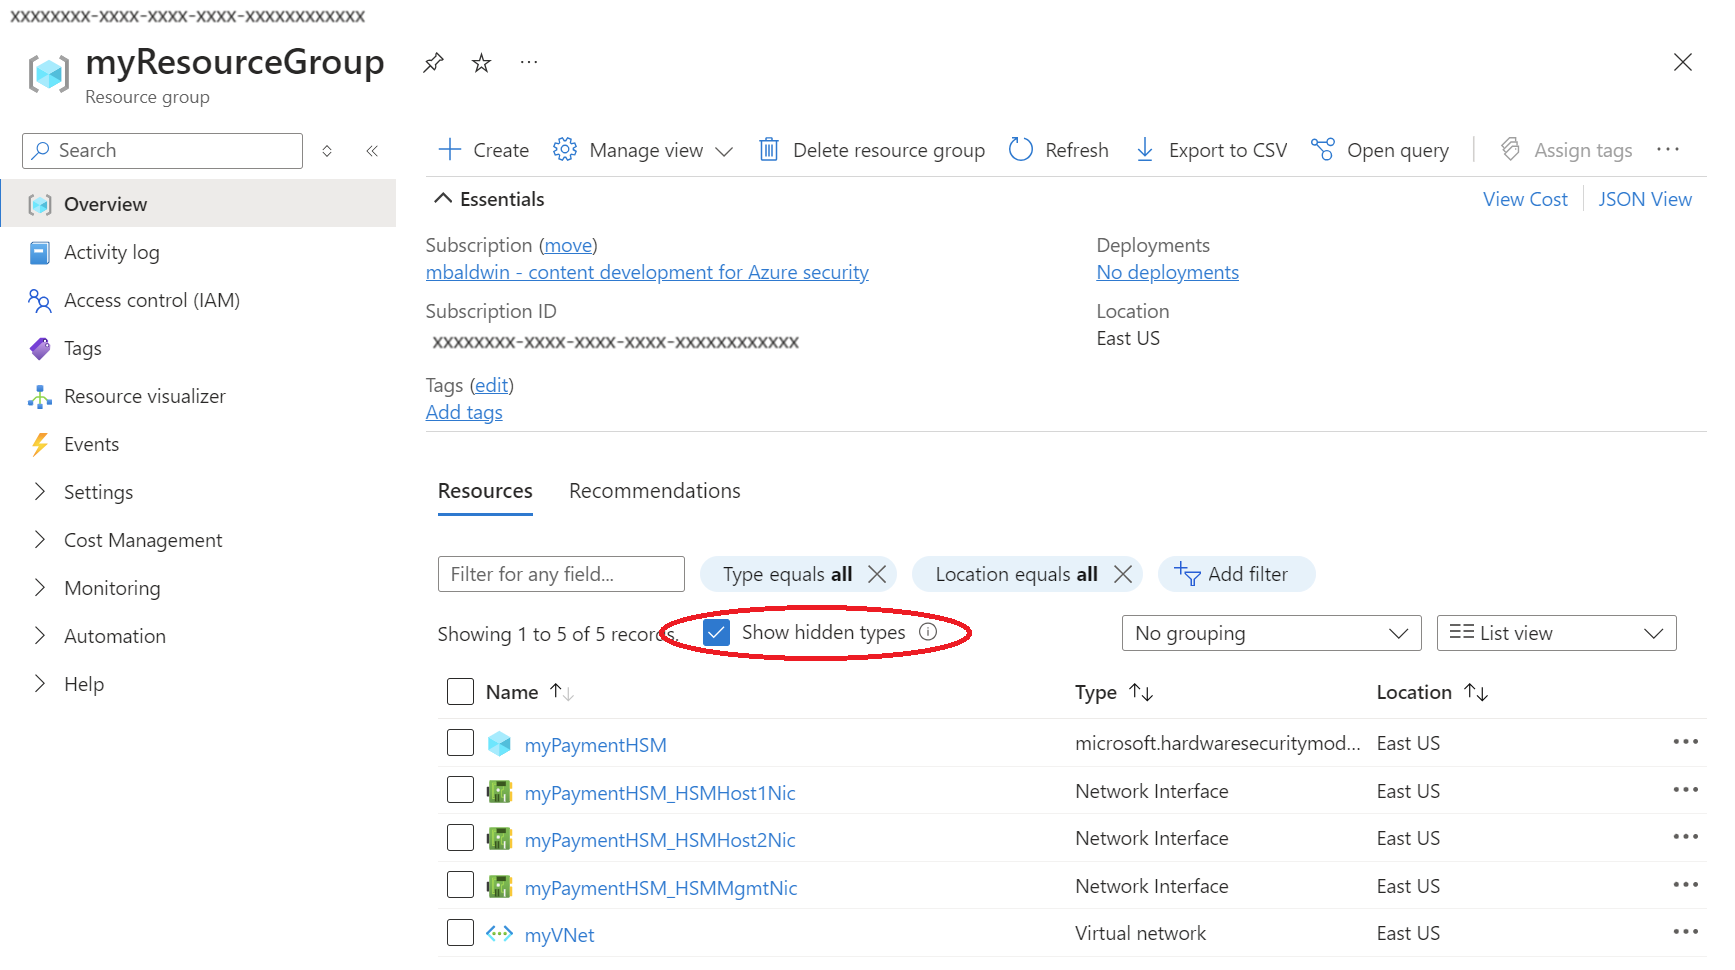 xxxxxxxx-xxxx-xxxx-xxxx-xxxxxxxxxxxx
myResourceGroup
Resource group
Search
Overview
Activity log
Access control (IAM)
Tags
Resource visualizer
Events
Settings
Cost Management
Monitoring
Automation
Help
Create Manage view Delete resource group Refresh Export to CSV Open query Assign tags ...
Essentials View Cost JSON View
Subscription (move)
mbaldwin - content development for Azure security
Subscription ID
xxxxxxxx-xxxx-xxxx-xxxx-xxxxxxxxxxxx
Deployments
No deployments
Location
East US
Tags (edit)
Add tags
Resources Recommendations
Filter for any field... Type equals all Location equals all Add filter
Showing 1 to 5 of 5 records. Show hidden types No grouping List view
Name Type Location
myPaymentHSM microsoft.hardwaresecuritymod... East US
myPaymentHSM_HSMHost1Nic Network Interface East US
myPaymentHSM_HSMHost2Nic Network Interface East US
myPaymentHSM_HSMMgmtNic Network Interface East US
myVNet Virtual network East US